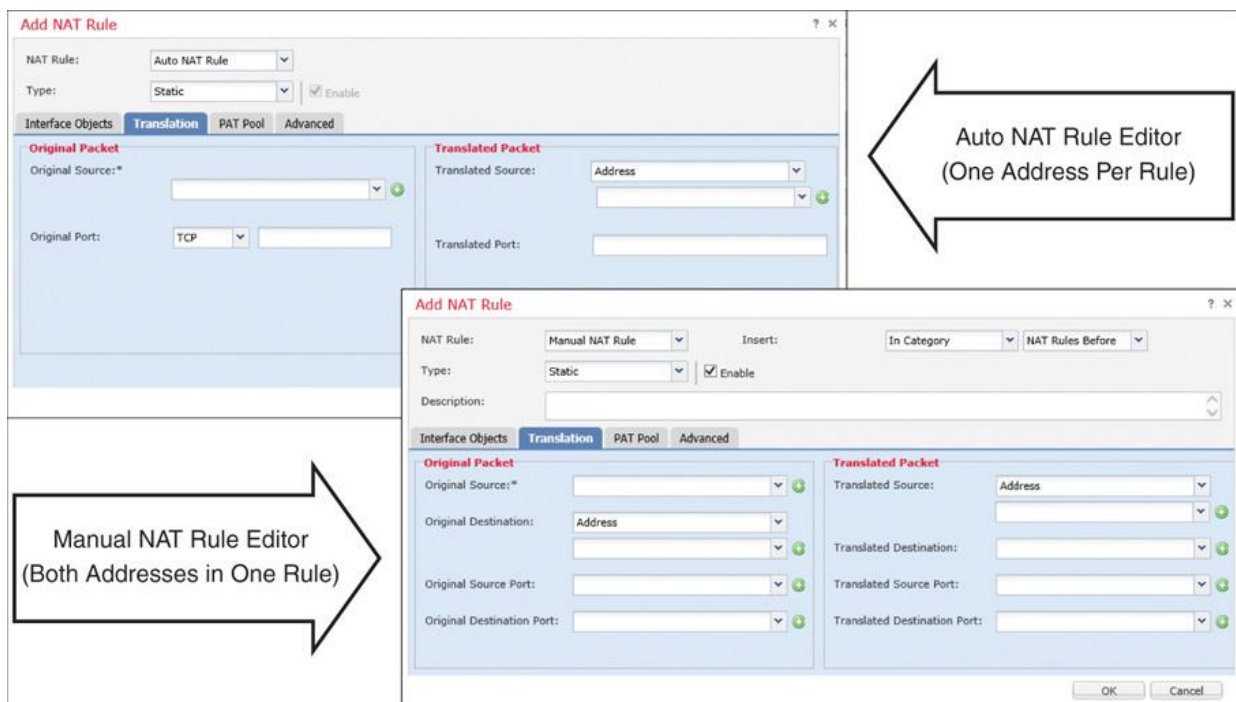 Add NAT Rule
? ×
NAT Rule: Auto NAT Rule
Type: Static Enable
Interface Objects Translation PAT Pool Advanced
Original Packet Translated Packet
Original Source:* Translated Source: Address
Original Port: TCP Translated Port:
Auto NAT Rule Editor
(One Address Per Rule)
Add NAT Rule
? ×
NAT Rule: Manual NAT Rule Insert: In Category NAT Rules Before
Type: Static Enable
Description:
Interface Objects Translation PAT Pool Advanced
Original Packet Translated Packet
Original Source:* Translated Source: Address
Original Destination: Address
Translated Destination:
Original Source Port: Translated Source Port:
Original Destination Port: Translated Destination Port:
OK Cancel
Manual NAT Rule Editor
(Both Addresses in One Rule)